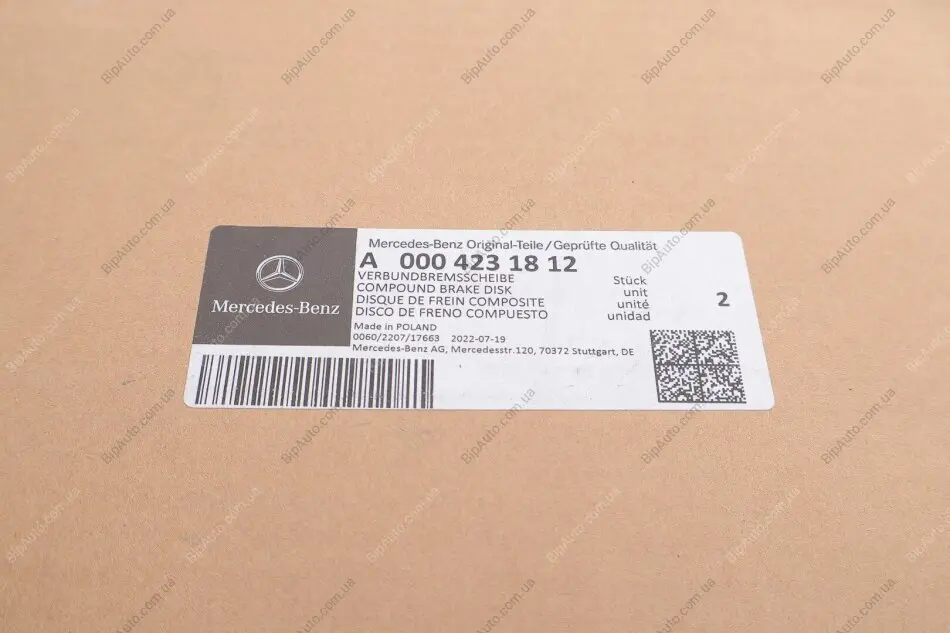 Mercedes-Benz Original-Teile/Geprüfte Qualität
A 000 423 18 12
VERBUNDBREMSSCHEIBE
COMPOUND BRAKE DISK
DISQUE DE FREIN COMPOSITE
DISCO DE FRENO COMPUESTO
Stück
unit
unité
unidad
2
Mercedes-Benz
Made in POLAND
0060/2207/17663 2022-07-19
Mercedes-Benz AG, Mercedesstr.120, 70372 Stuttgart, DE
BipAuto.com.ua